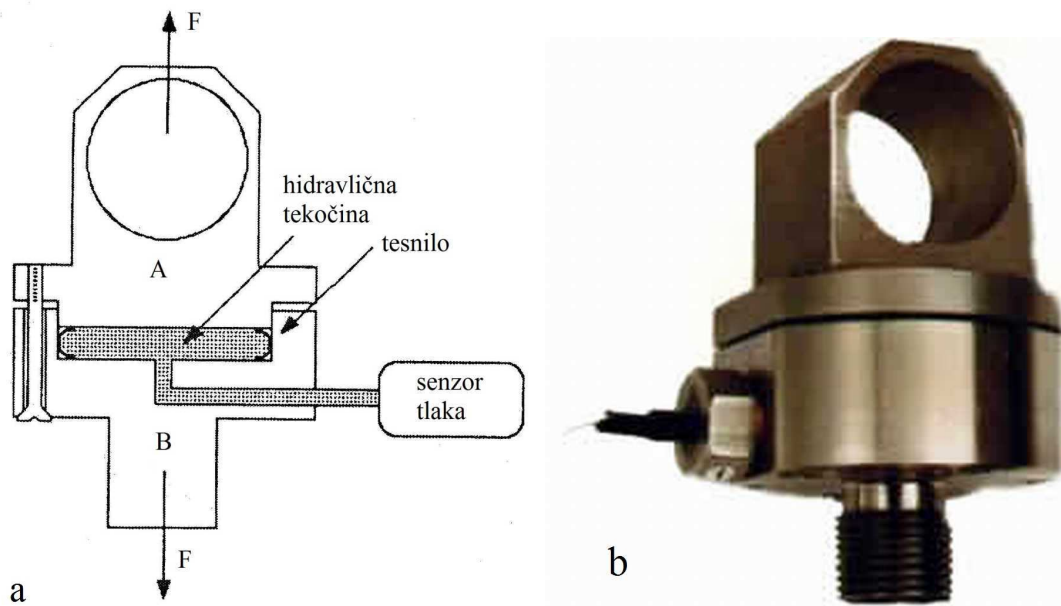 F
hidravlična
tekočina
tesnilo
A
senzor
tlaka
B
F
a
b